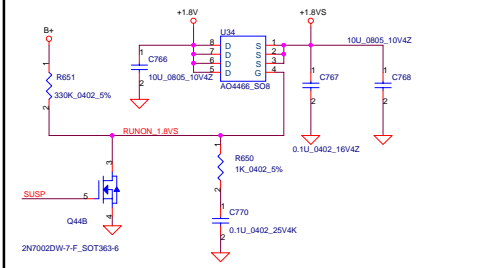 +1.8V
+1.8VS
B+
U34
8 D S 1
7 D S 2
6 D S 3
5 D G 4
AO4466_SO8
1
C766
2
10U_0805_10V4Z
10U_0805_10V4Z
1
C767
2
0.1U_0402_16V4Z
1
C768
2
1
R651
330K_0402_5%
2
RUNON_1.8VS
3
SUSP
5
4
Q44B
2N7002DW-7-F_SOT363-6
1
R650
1K_0402_5%
2
1
C770
2
0.1U_0402_25V4K